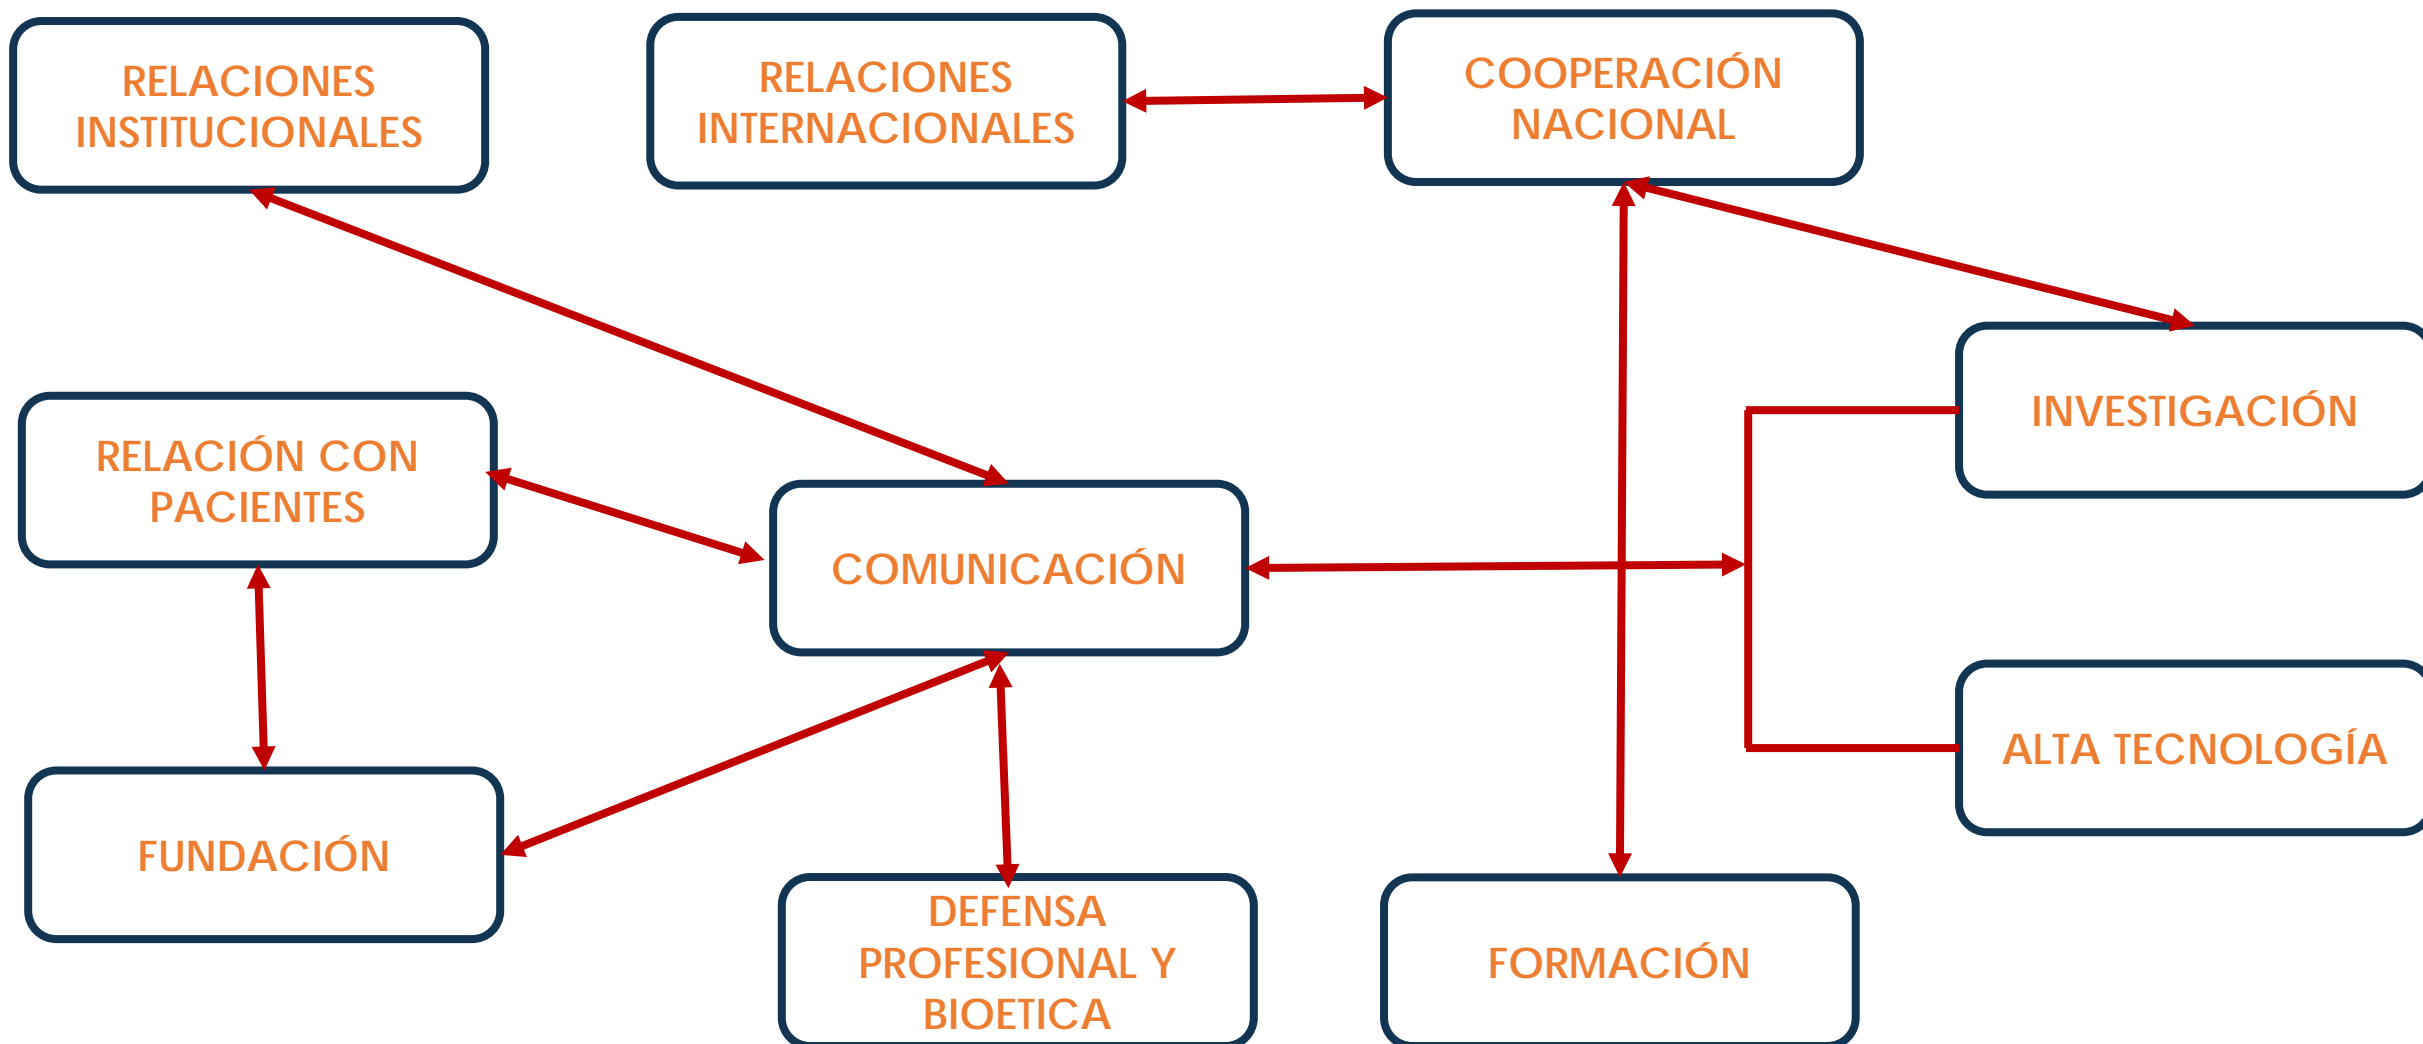 RELACIONES
INSTITUCIONALES
RELACIONES
INTERNACIONALES
COOPERACIÓN
NACIONAL
INVESTIGACIÓN
RELACIÓN CON
PACIENTES
COMUNICACIÓN
ALTA TECNOLOGÍA
FUNDACIÓN
DEFENSA
PROFESIONAL Y
BIOETICA
FORMACIÓN